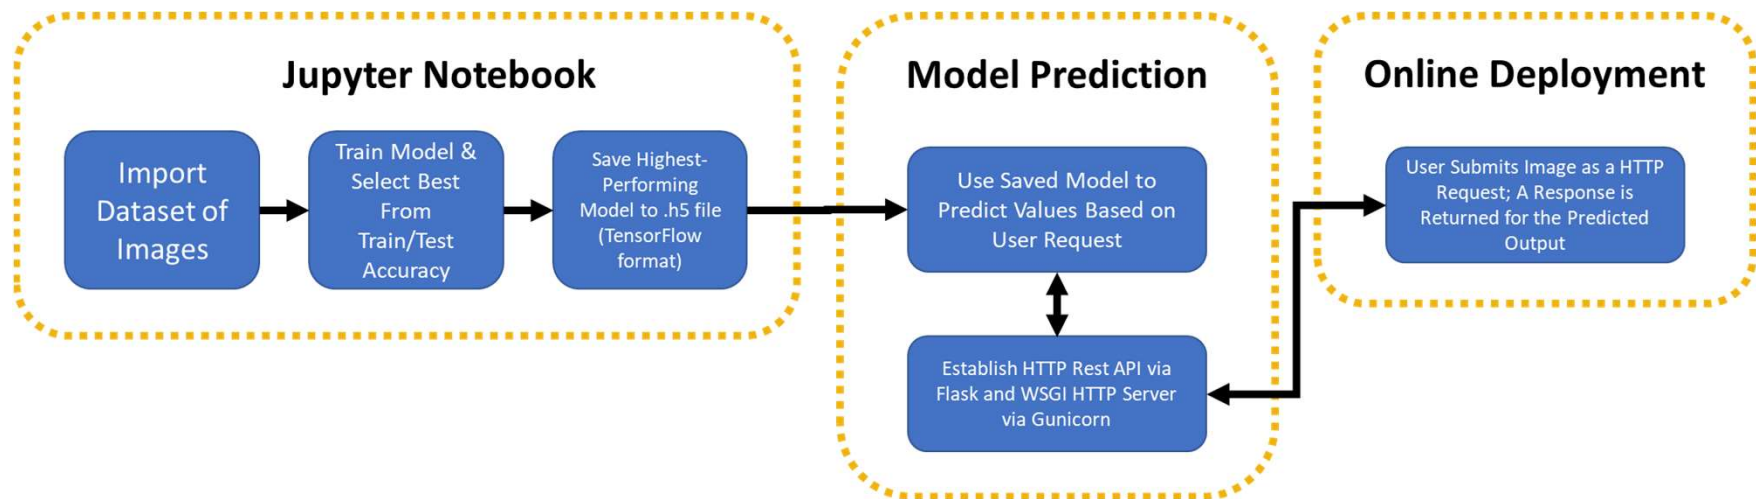 Jupyter Notebook
Import
Dataset of
Images
Train Model &
Select Best
From
Train/Test
Accuracy
Save Highest-
Performing
Model to .h5 file
(TensorFlow
format)
Model Prediction
Use Saved Model to
Predict Values Based on
User Request
Establish HTTP Rest API via
Flask and WSGI HTTP Server
via Gunicorn
Online Deployment
User Submits Image as a HTTP
Request; A Response is
Returned for the Predicted
Output